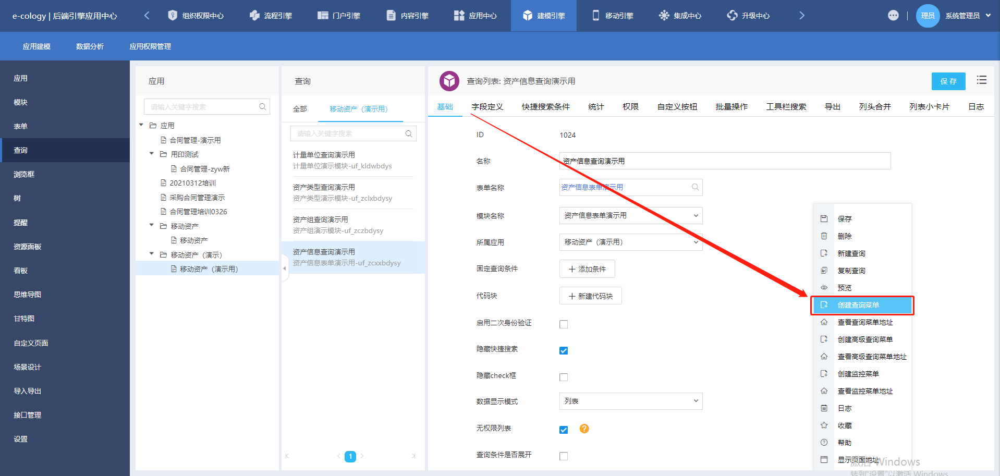 e-cology | 后端引擎应用中心
组织权限中心
流程引擎
门户引擎
内容引擎
应用中心
建模引擎
移动引擎
集成中心
升级中心
理员
系统管理员
应用建模
数据分析
应用权限管理
应用
模块
表单
查询
浏览框
树
提醒
资源面板
看板
思维导图
甘特图
自定义页面
场景设计
导入导出
接口管理
设置
应用
请输入关键字搜索
应用
合同管理-演示用
用印测试
合同管理-zyw新
20210312培训
采购合同管理演示
合同管理培训0326
移动资产
移动资产
移动资产（演示）
移动资产（演示用）
查询
全部
移动资产（演示用）
请输入关键字搜索
计量单位查询演示用
计量单位演示模块-uf_kldwbdys
资产类型查询演示用
资产类型演示模块-uf_zclxbdysy
资产组查询演示用
资产组演示模块-uf_zczbdysy
资产信息查询演示用
资产信息表单演示用-uf_zcxxbdysy
1
查询列表: 资产信息查询演示用
保 存
基础
字段定义
快捷搜索条件
统计
权限
自定义按钮
批量操作
工具栏搜索
导出
列头合并
列表小卡片
日志
ID
1024
名称
资产信息查询演示用
表单名称
资产信息表单演示用
模块名称
资产信息表单演示用
所属应用
移动资产（演示用）
固定查询条件
添加条件
代码块
新建代码块
启用二次身份验证
隐藏快捷搜索
隐藏check框
数据显示模式
列表
无权限列表
?
查询条件是否展开
保存
删除
新建查询
复制查询
预览
创建查询菜单
查看查询菜单地址
创建高级查询菜单
查看高级查询菜单地址
创建监控菜单
查看监控菜单地址
日志
收藏
帮助
显示页面地址
激活 Windows
转到"设置"以激活 Windows